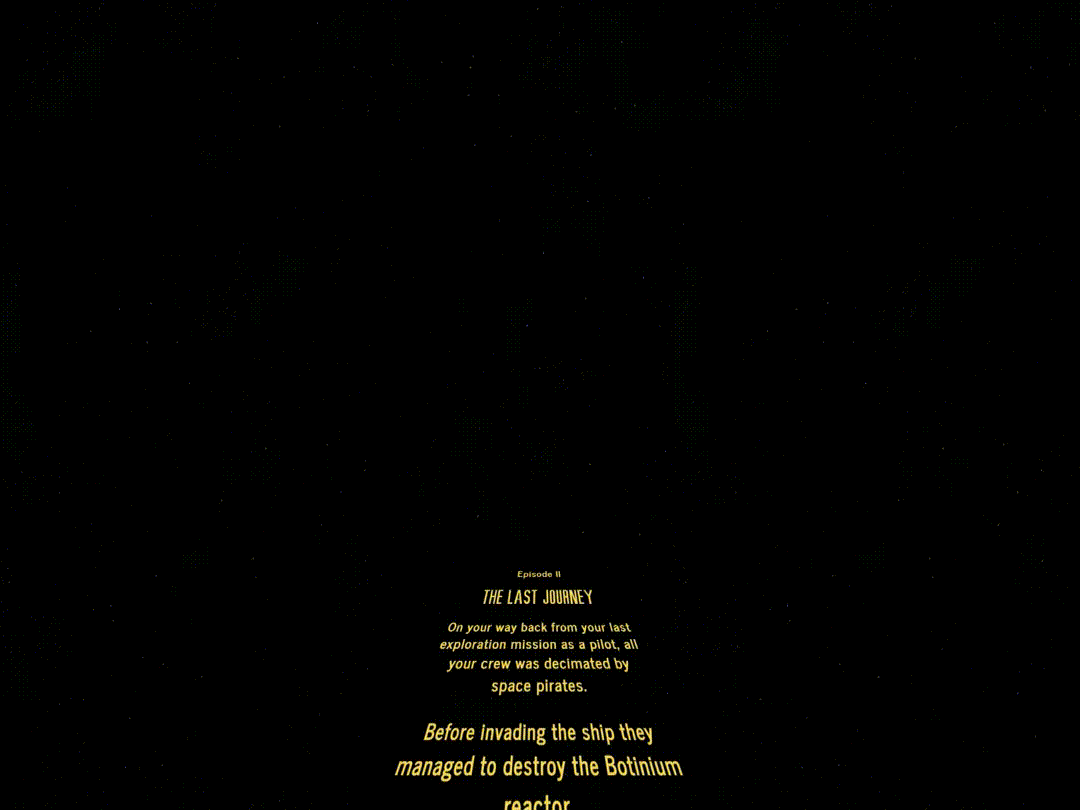 Episode II
THE LAST JOURNEY
On your way back from your last
exploration mission as a pilot, all
your crew was decimated by
space pirates.
Before invading the ship they
managed to destroy the Botinium
reactor